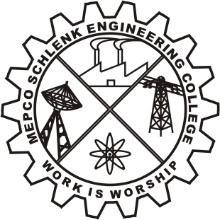 MEPCO SCHLENK ENGINEERING COLLEGE
WORK IS WORSHIP